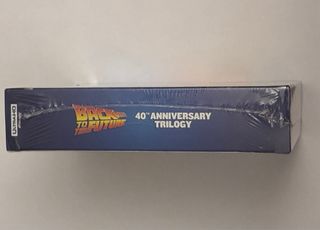 BACK
TO THE
FUTURE
40TH ANNIVERSARY
TRILOGY